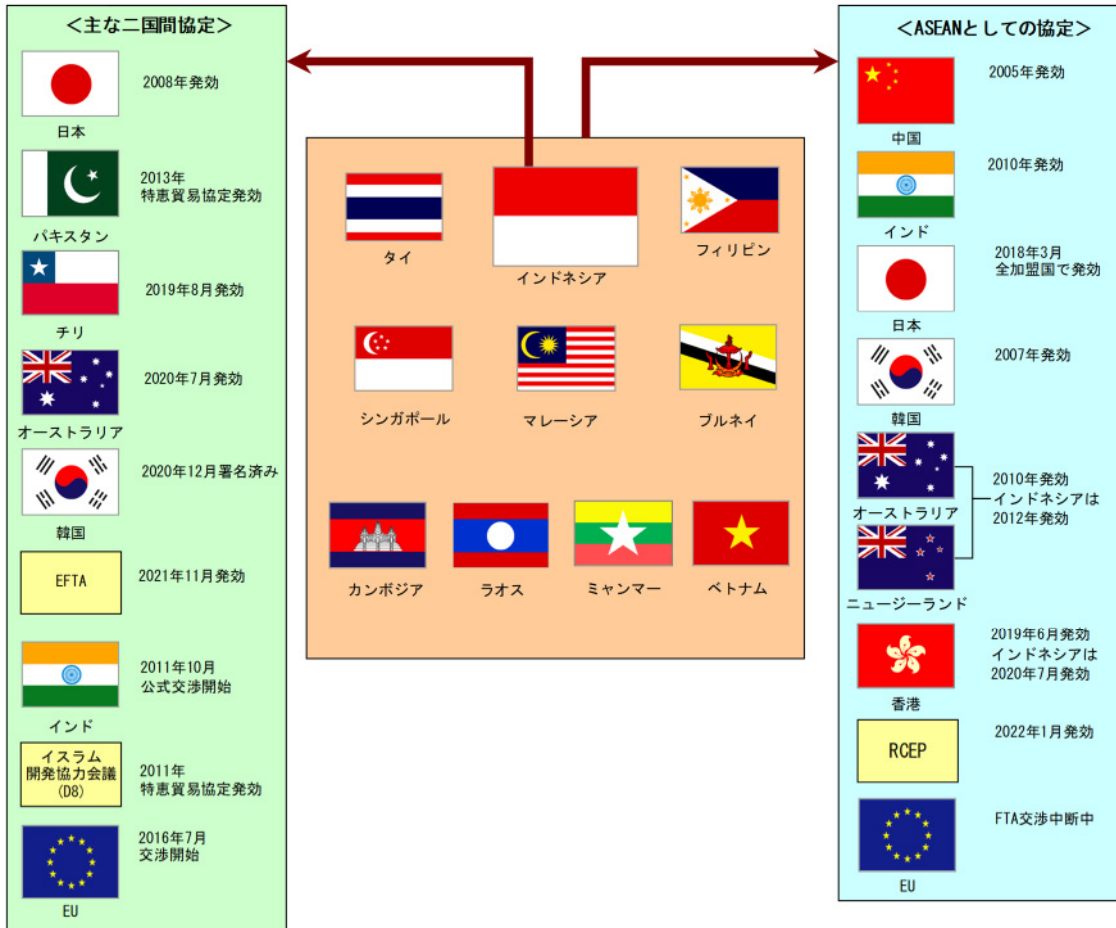 <主な二国間協定>
2008年発効
日本
2013年
特恵貿易協定発効
パキスタン
2019年8月発効
チリ
2020年7月発効
オーストラリア
2020年12月署名済み
韓国
EFTA
2021年11月発効
2011年10月
公式交渉開始
インド
イスラム
開発協力会議
(D8)
2011年
特恵貿易協定発効
2016年7月
交渉開始
EU
タイ
インドネシア
フィリピン
シンガポール
マレーシア
ブルネイ
カンボジア
ラオス
ミャンマー
ベトナム
<ASEANとしての協定>
2005年発効
中国
2010年発効
インド
2018年3月
全加盟国で発効
日本
2007年発効
韓国
オーストラリア
2010年発効
インドネシアは
2012年発効
ニュージーランド
2019年6月発効
インドネシアは
2020年7月発効
香港
RCEP
2022年1月発効
FTA交渉中断中
EU